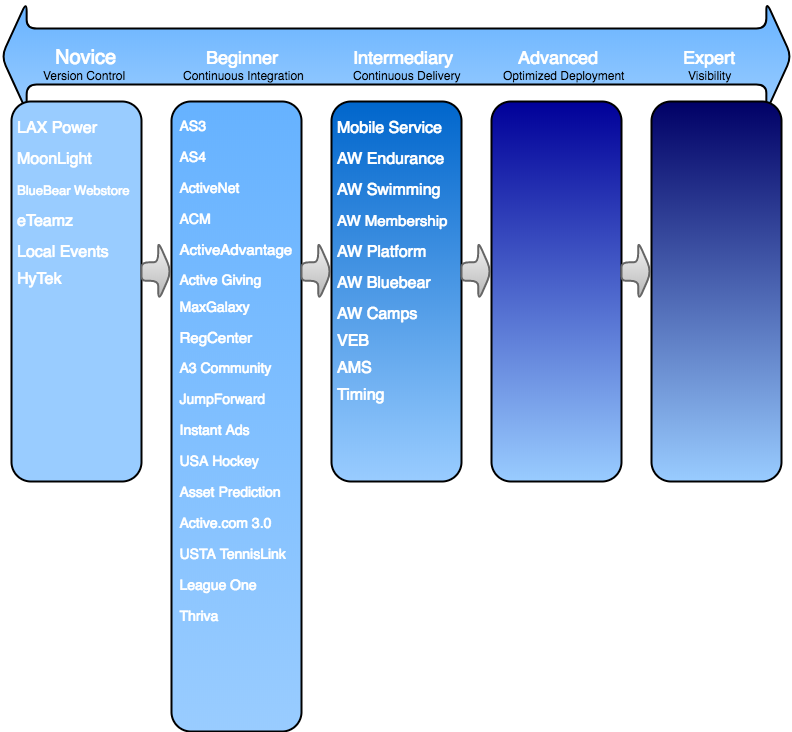 Novice
Version Control
Beginner
Continuous Integration
Intermediary
Continuous Delivery
Advanced
Optimized Deployment
Expert
Visibility
LAX Power
MoonLight
BlueBear Webstore
eTeamz
Local Events
HyTek
AS3
AS4
ActiveNet
ACM
ActiveAdvantage
Active Giving
MaxGalaxy
RegCenter
A3 Community
JumpForward
Instant Ads
USA Hockey
Asset Prediction
Active.com 3.0
USTA TennisLink
League One
Thriva
Mobile Service
AW Endurance
AW Swimming
AW Membership
AW Platform
AW Bluebear
AW Camps
VEB
AMS
Timing